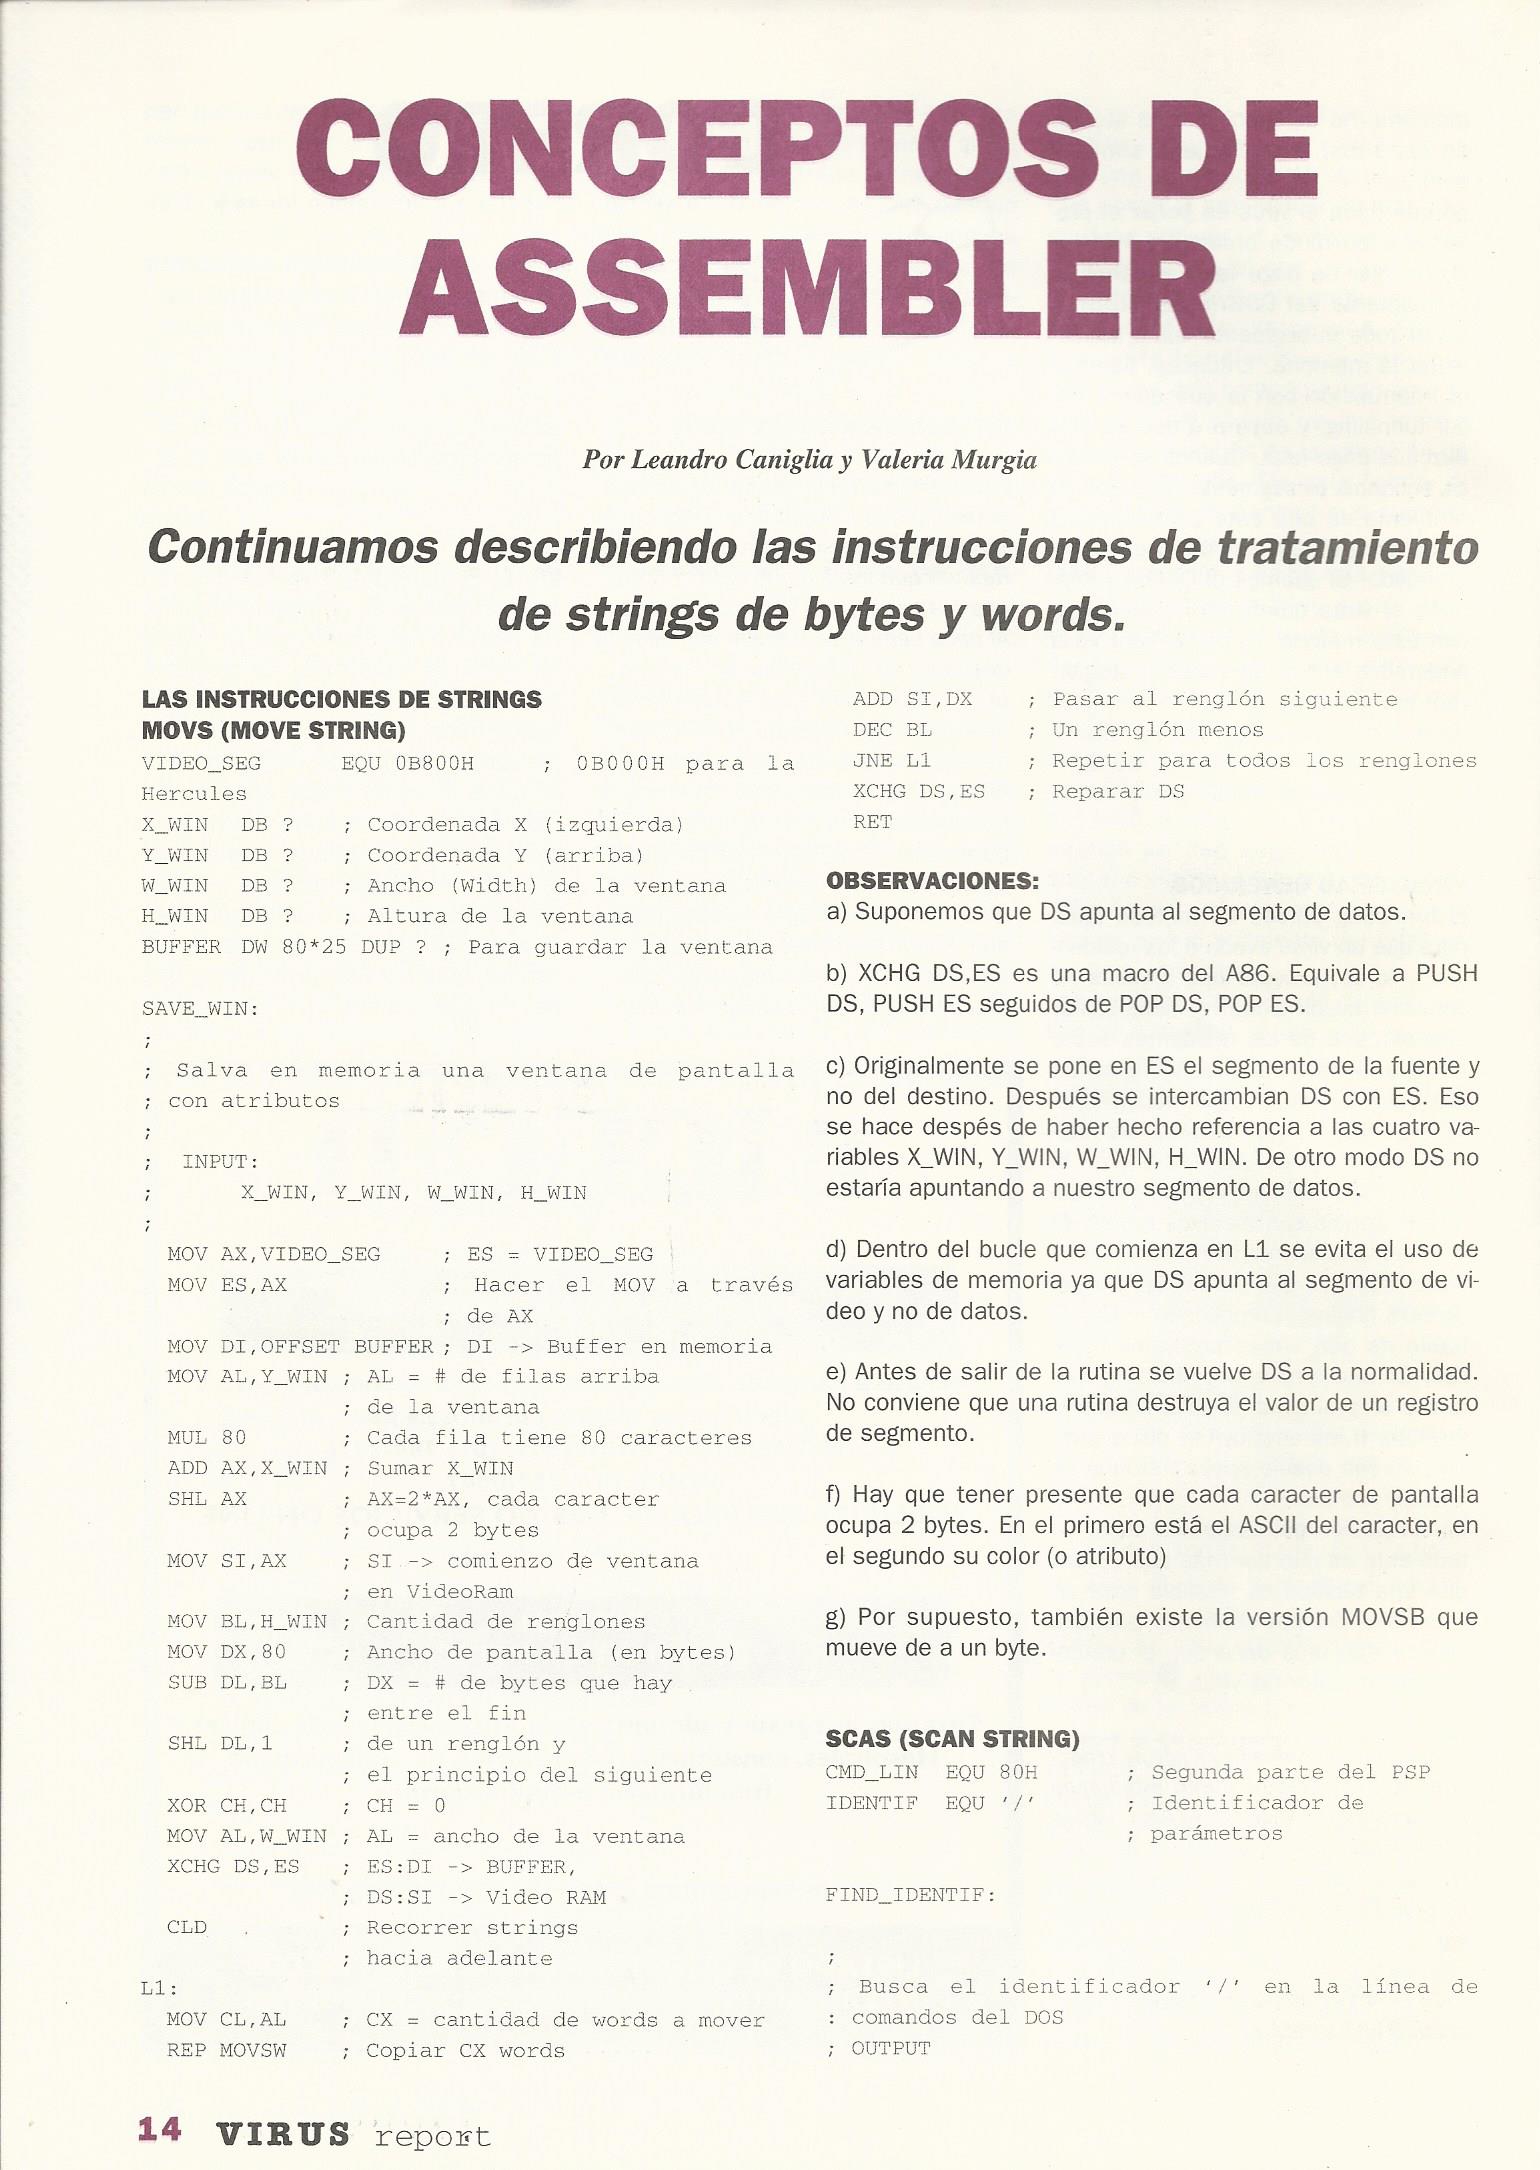 CONCEPTOS DE
ASSEMBLER
Por Leandro Caniglia y Valeria Murgia
Continuamos describiendo las instrucciones de tratamiento
de strings de bytes y words.
LAS INSTRUCCIONES DE STRINGS
MOVS (MOVE STRING)
VIDEO_SEG EQU 0B800H ; 0B000H para la
Hercules
X_WIN DB ? ; Coordenada X (izquierda)
Y_WIN DB ? ; Coordenada Y (arriba)
W_WIN DB ? ; Ancho (Width) de la ventana
H_WIN DB ? ; Altura de la ventana
BUFFER DW 80*25 DUP ? ; Para guardar la ventana
SAVE_WIN:
;
; Salva en memoria una ventana de pantalla
; con atributos
;
; INPUT:
; X_WIN, Y_WIN, W_WIN, H_WIN
;
MOV AX,VIDEO_SEG ; ES = VIDEO_SEG
MOV ES,AX ; Hacer el MOV a través
; de AX
MOV DI,OFFSET BUFFER ; DI -> Buffer en memoria
MOV AL,Y_WIN ; AL = # de filas arriba
; de la ventana
MUL 80 ; Cada fila tiene 80 caracteres
ADD AX,X_WIN ; Sumar X_WIN
SHL AX ; AX=2*AX, cada caracter
; ocupa 2 bytes
MOV SI,AX ; SI -> comienzo de ventana
; en VideoRam
MOV BL,H_WIN ; Cantidad de renglones
MOV DX,80 ; Ancho de pantalla (en bytes)
SUB DL,BL ; DX = # de bytes que hay
; entre el fin
SHL DL,1 ; de un renglón y
; el principio del siguiente
XOR CH,CH ; CH = 0
MOV AL,W_WIN ; AL = ancho de la ventana
XCHG DS,ES ; ES:DI -> BUFFER,
; DS:SI -> Video RAM
CLD ; Recorrer strings
; hacia adelante
L1:
MOV CL,AL ; CX = cantidad de words a mover
REP MOVSW ; Copiar CX words
ADD SI,DX ; Pasar al renglón siguiente
DEC BL ; Un renglón menos
JNE L1 ; Repetir para todos los renglones
XCHG DS,ES ; Reparar DS
RET
OBSERVACIONES:
a) Suponemos que DS apunta al segmento de datos.
b) XCHG DS,ES es una macro del A86. Equivale a PUSH
DS, PUSH ES seguidos de POP DS, POP ES.
c) Originalmente se pone en ES el segmento de la fuente y
no del destino. Después se intercambian DS con ES. Eso
se hace despés de haber hecho referencia a las cuatro va-
riables X_WIN, Y_WIN, W_WIN, H_WIN. De otro modo DS no
estaría apuntando a nuestro segmento de datos.
d) Dentro del bucle que comienza en L1 se evita el uso de
variables de memoria ya que DS apunta al segmento de vi-
deo y no de datos.
e) Antes de salir de la rutina se vuelve DS a la normalidad.
No conviene que una rutina destruya el valor de un registro
de segmento.
f) Hay que tener presente que cada caracter de pantalla
ocupa 2 bytes. En el primero está el ASCII del caracter, en
el segundo su color (o atributo)
g) Por supuesto, también existe la versión MOVSB que
mueve de a un byte.
SCAS (SCAN STRING)
CMD_LIN EQU 80H ; Segunda parte del PSP
IDENTIF EQU '/' ; Identificador de
; parámetros
FIND_IDENTIF:
;
; Busca el identificador '/' en la línea de
: comandos del DOS
; OUTPUT
14 VIRUS report